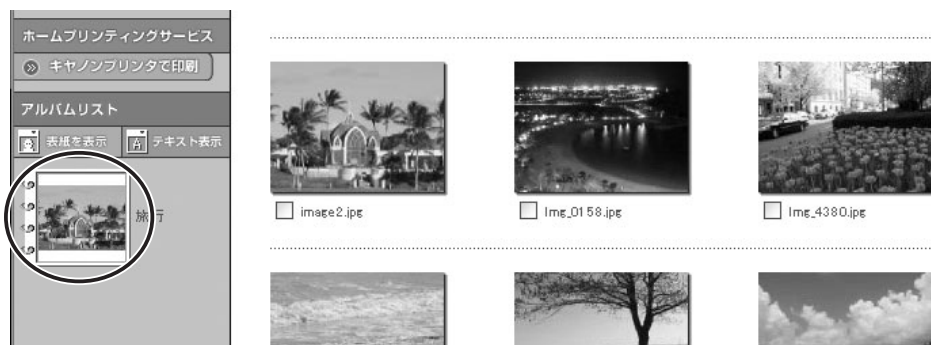 ホームプリンティングサービス
キヤノンプリンタで印刷
アルバムリスト
表紙を表示 テキスト表示
旅行
image2.jpg
Img_0158.jpg
Img_4380.jpg